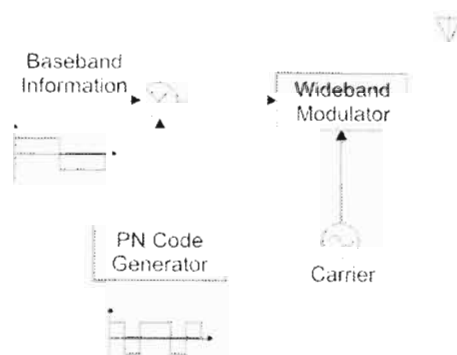 Baseband
Information
Wideband
Modulator
PN Code
Generator
Carrier